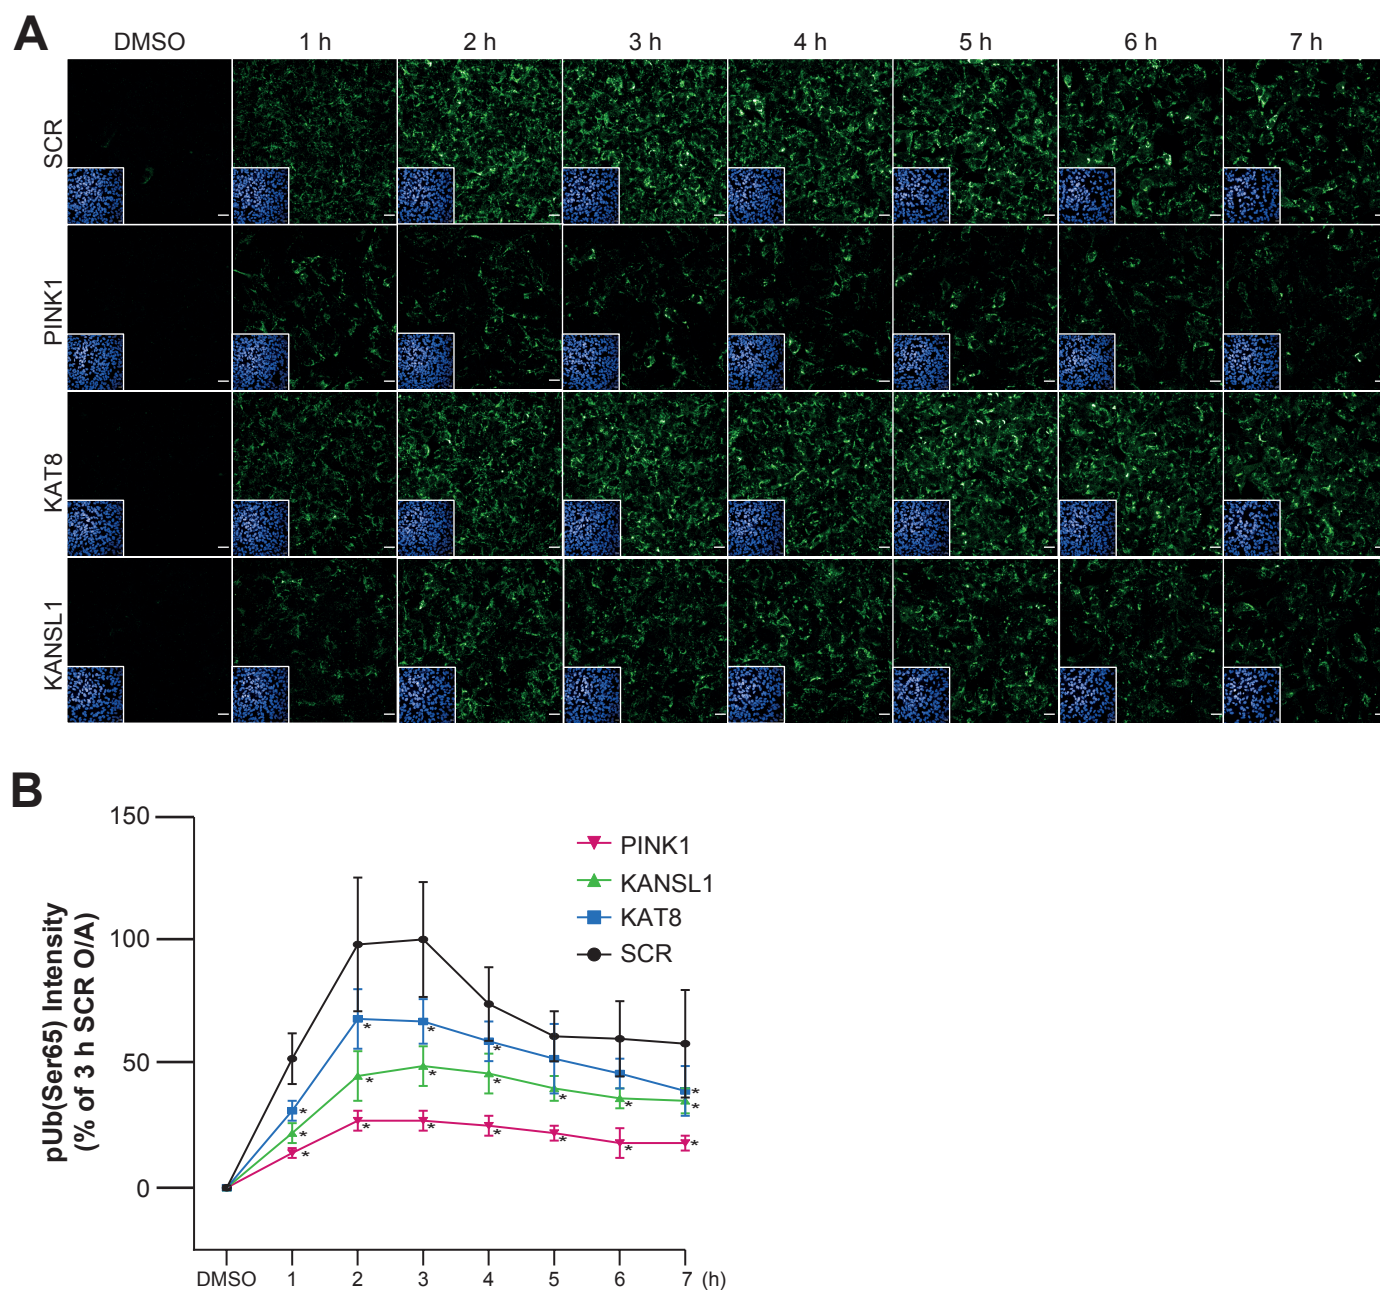 A
DMSO 1 h 2 h 3 h 4 h 5 h 6 h 7 h
SCR
PINK1
KAT8
KANSL1
B
pUb(Ser65) Intensity
(% of 3 h SCR O/A)
150
100
50
0
PINK1
KANSL1
KAT8
SCR
* * * * * * * * * * * * * * * * * * *
DMSO 1 2 3 4 5 6 7 (h)